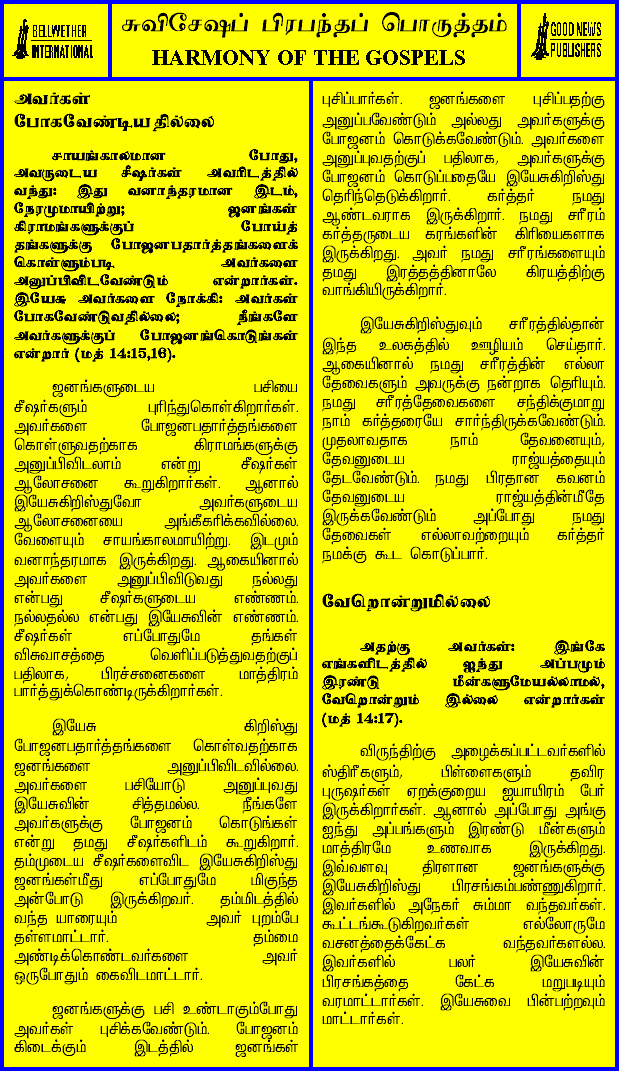 BELLWETHER
INTERNATIONAL
சுவிசேஷப் பிரபந்தப் பொருத்தம்
HARMONY OF THE GOSPELS
GOOD NEWS
PUBLISHERS
அவர்கள்
போகவேண்டியதில்லை
சாயங்காலமான போது,
அவருடைய சீஷர்கள் அவரிடத்தில்
வந்து: இது வனாந்தரமான இடம்,
நேரமுமாயிற்று; ஜனங்கள்
கிராமங்களுக்குப் போய்த்
தங்களுக்கு போஜனபதார்த்தங்களைக்
கொள்ளும்படி அவர்களை
அனுப்பிவிடவேண்டும் என்றார்கள்.
இயேசு அவர்களை நோக்கி: அவர்கள்
போகவேண்டுவதில்லை; நீங்களே
அவர்களுக்குப் போஜனங்கொடுங்கள்
என்றார் (மத் 14:15,16).
ஜனங்களுடைய பசியை
சீஷர்களும் புரிந்துகொள்கிறார்கள்.
அவர்களை போஜனபதார்த்தங்களை
கொள்ளுவதற்காக கிராமங்களுக்கு
அனுப்பிவிடலாம் என்று சீஷர்கள்
ஆலோசனை கூறுகிறார்கள். ஆனால்
இயேசுகிறிஸ்துவோ அவர்களுடைய
ஆலோசனையை அங்கீகரிக்கவில்லை.
வேளையும் சாயங்காலமாயிற்று. இடமும்
வனாந்தரமாக இருக்கிறது. ஆகையினால்
அவர்களை அனுப்பிவிடுவது நல்லது
என்பது சீஷர்களுடைய எண்ணம்.
நல்லதல்ல என்பது இயேசுவின் எண்ணம்.
சீஷர்கள் எப்போதுமே தங்கள்
விசுவாசத்தை வெளிப்படுத்துவதற்குப்
பதிலாக, பிரச்சனைகளை மாத்திரம்
பார்த்துக்கொண்டிருக்கிறார்கள்.
இயேசு கிறிஸ்து
போஜனபதார்த்தங்களை கொள்வதற்காக
ஜனங்களை அனுப்பிவிடவில்லை.
அவர்களை பசியோடு அனுப்புவது
இயேசுவின் சித்தமல்ல. நீங்களே
அவர்களுக்கு போஜனம் கொடுங்கள்
என்று தமது சீஷர்களிடம் கூறுகிறார்.
தம்முடைய சீஷர்களைவிட இயேசுகிறிஸ்து
ஜனங்கள்மீது எப்போதுமே மிகுந்த
அன்போடு இருக்கிறவர். தம்மிடத்தில்
வந்த யாரையும் அவர் புறம்பே
தள்ளமாட்டார். தம்மை
அண்டிக்கொண்டவர்களை அவர்
ஒருபோதும் கைவிடமாட்டார்.
ஜனங்களுக்கு பசி உண்டாகும்போது
அவர்கள் புசிக்கவேண்டும். போஜனம்
கிடைக்கும் இடத்தில் ஜனங்கள்
புசிப்பார்கள். ஜனங்களை புசிப்பதற்கு
அனுப்பவேண்டும் அல்லது அவர்களுக்கு
போஜனம் கொடுக்கவேண்டும். அவர்களை
அனுப்புவதற்குப் பதிலாக, அவர்களுக்கு
போஜனம் கொடுப்பதையே இயேசுகிறிஸ்து
தெரிந்தெடுக்கிறார். கர்த்தர் நமது
ஆண்டவராக இருக்கிறார். நமது சரீரம்
கர்த்தருடைய கரங்களின் கிரியைகளாக
இருக்கிறது. அவர் நமது சரீரங்களையும்
தமது இரத்தத்தினாலே கிரயத்திற்கு
வாங்கியிருக்கிறார்.
இயேசுகிறிஸ்துவும் சரீரத்தில்தான்
இந்த உலகத்தில் ஊழியம் செய்தார்.
ஆகையினால் நமது சரீரத்தின் எல்லா
தேவைகளும் அவருக்கு நன்றாக தெரியும்.
நமது சரீரத்தேவைகளை சந்திக்குமாறு
நாம் கர்த்தரையே சார்ந்திருக்கவேண்டும்.
முதலாவதாக நாம் தேவனையும்,
தேவனுடைய ராஜ்யத்தையும்
தேடவேண்டும். நமது பிரதான கவனம்
தேவனுடைய ராஜ்யத்தின்மீதே
இருக்கவேண்டும் அப்போது நமது
தேவைகள் எல்லாவற்றையும் கர்த்தர்
நமக்கு கூட கொடுப்பார்.
வேறொன்றுமில்லை
அதற்கு அவர்கள்: இங்கே
எங்களிடத்தில் ஐந்து அப்பமும்
இரண்டு மீன்களுமேயல்லாமல்,
வேறொன்றும் இல்லை என்றார்கள்
(மத் 14:17).
விருந்திற்கு அழைக்கப்பட்டவர்களில்
ஸ்திரீகளும், பிள்ளைகளும் தவிர
புருஷர்கள் ஏறக்குறைய ஐயாயிரம் பேர்
இருக்கிறார்கள். ஆனால் அப்போது அங்கு
ஐந்து அப்பங்களும் இரண்டு மீன்களும்
மாத்திரமே உணவாக இருக்கிறது.
இவ்வளவு திரளான ஜனங்களுக்கு
இயேசுகிறிஸ்து பிரசங்கம்பண்ணுகிறார்.
இவர்களில் அநேகர் சும்மா வந்தவர்கள்.
கூட்டங்கூடுகிறவர்கள் எல்லோருமே
வசனத்தைக்கேட்க வந்தவர்களல்ல.
இவர்களில் பலர் இயேசுவின்
பிரசங்கத்தை கேட்க மறுபடியும்
வரமாட்டார்கள். இயேசுவை பின்பற்றவும்
மாட்டார்கள்.